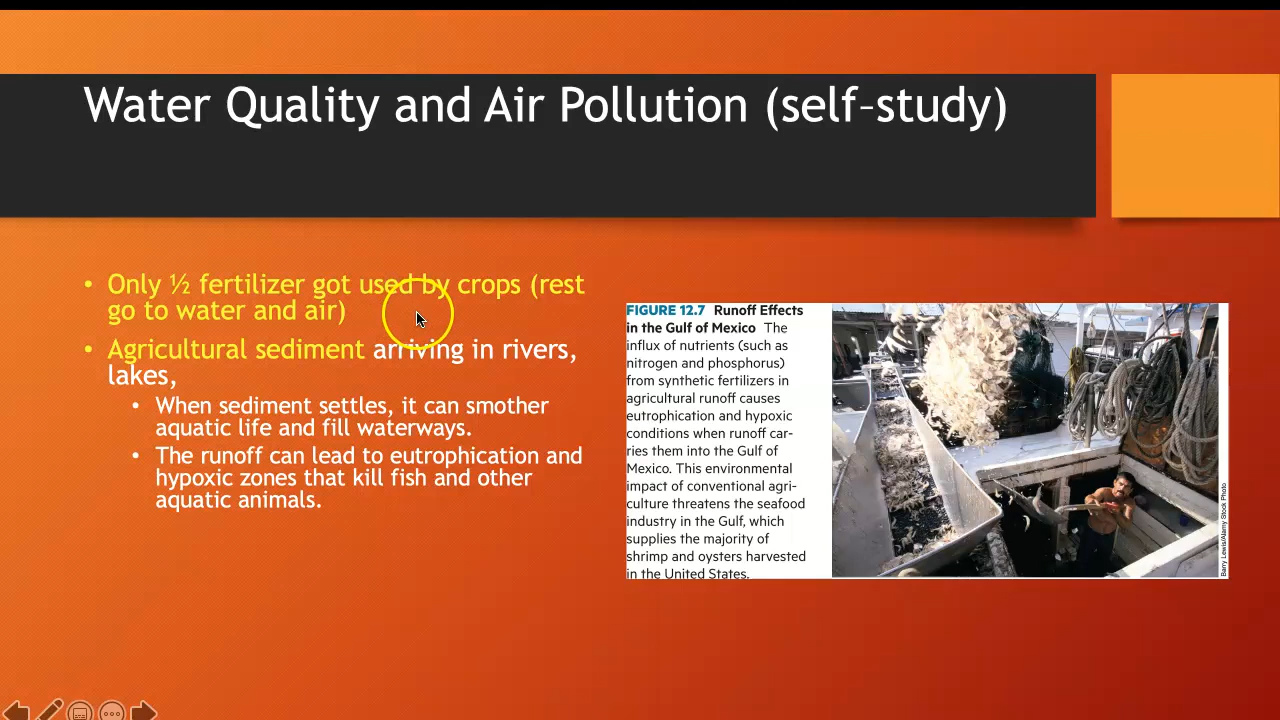 Water Quality and Air Pollution (self-study)
• Only ½ fertilizer got used by crops (rest
go to water and air)
• Agricultural sediment arriving in rivers,
lakes,
• When sediment settles, it can smother
aquatic life and fill waterways.
• The runoff can lead to eutrophication and
hypoxic zones that kill fish and other
aquatic animals.
FIGURE 12.7 Runoff Effects
in the Gulf of Mexico The
influx of nutrients (such as
nitrogen and phosphorus)
from synthetic fertilizers in
agricultural runoff causes
eutrophication and hypoxic
conditions when runoff car-
ries them into the Gulf of
Mexico. This environmental
impact of conventional agri-
culture threatens the seafood
industry in the Gulf, which
supplies the majority of
shrimp and oysters harvested
in the United States.
Barry Lewis/Alamy Stock Photo